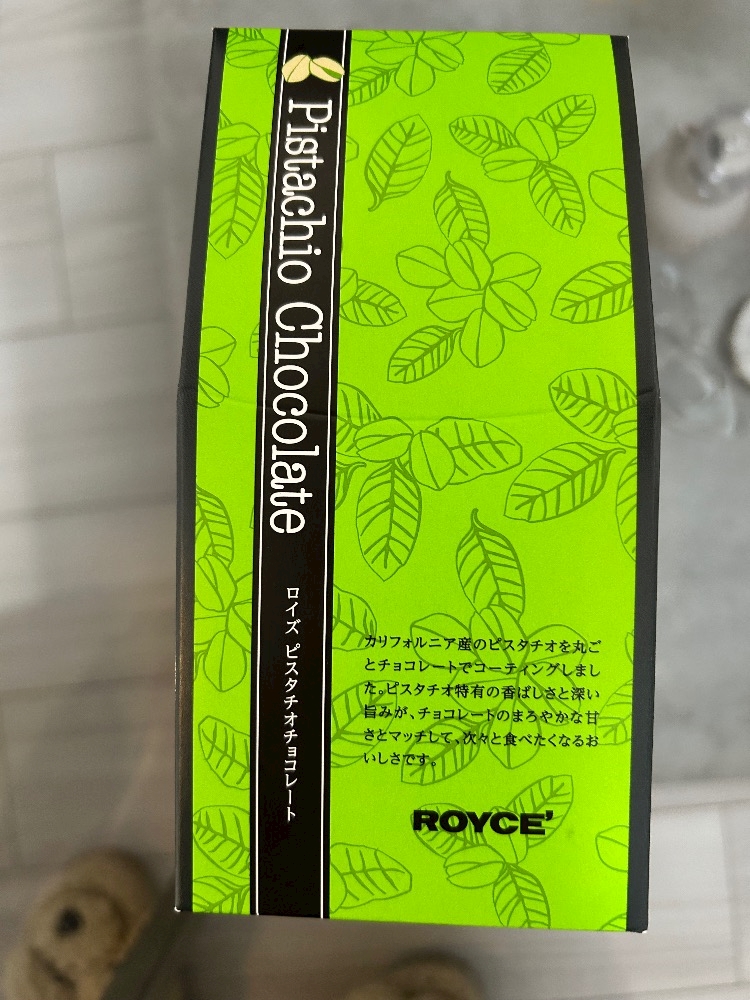 Pistachio Chocolate
ロイズ ピスタチオチョコレート
カリフォルニア産のピスタチオを丸ご
とチョコレートでコーティングしまし
た。ピスタチオ特有の香ばしさと深い
旨みが、チョコレートのまろやかな甘
さとマッチして、次々と食べたくなるお
いしさです。
ROYCE'